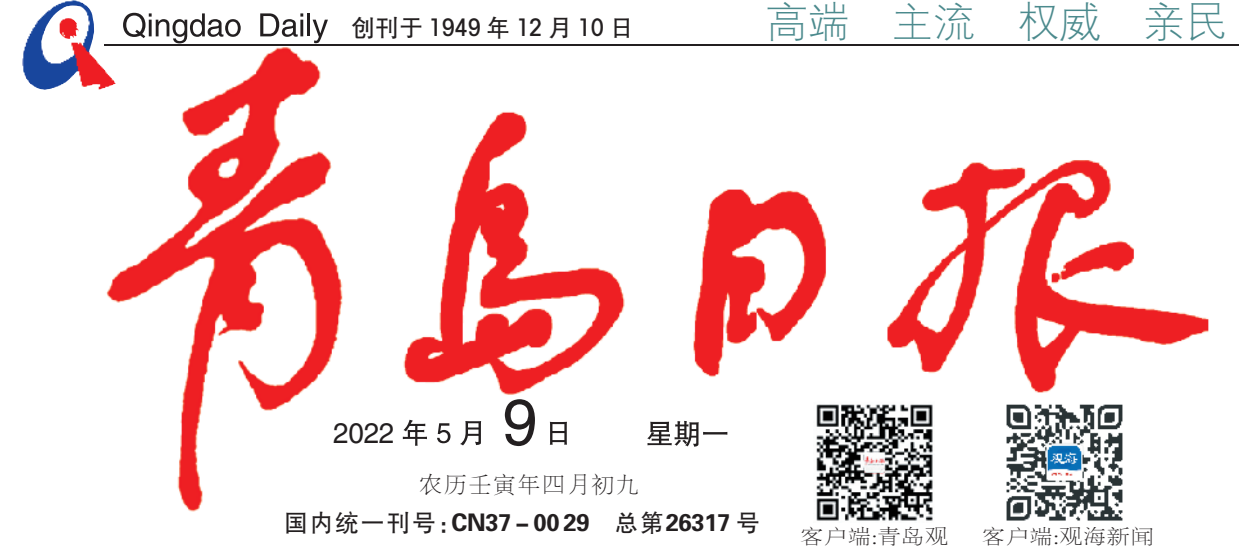 Qingdao Daily 创刊于1949年12月10日 高端 主流 权威 亲民
青岛日报
2022年5月9日 星期一
农历壬寅年四月初九
国内统一刊号:CN37-0029 总第26317号
客户端:青岛观 客户端:观海新闻
观海